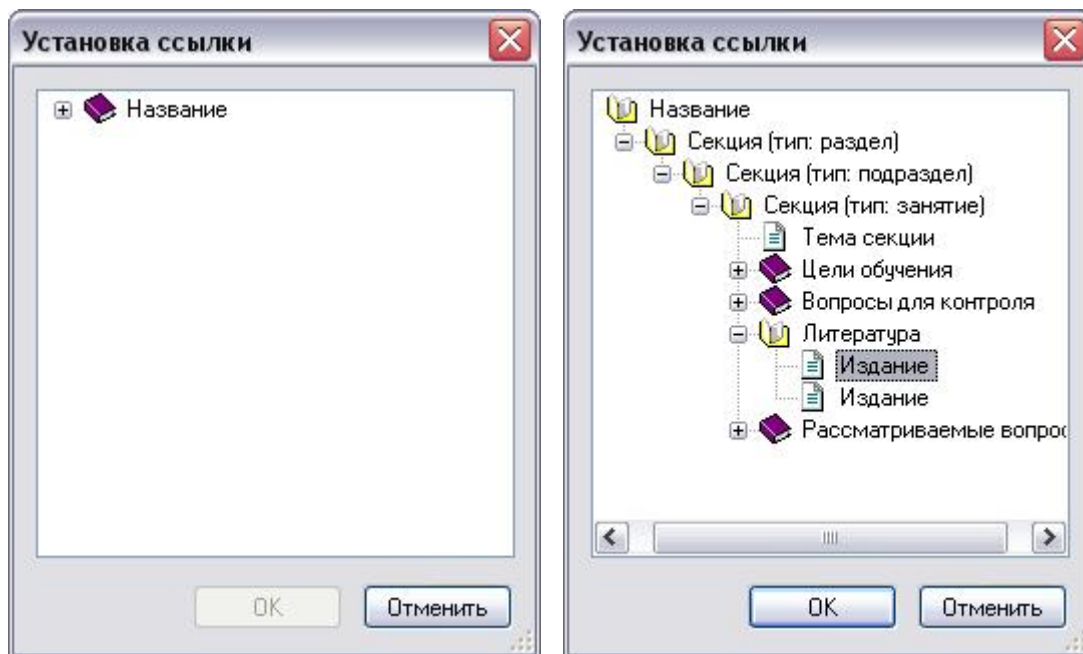 Установка ссылки
Название
OK
Отменить
Установка ссылки
Название
Секция (тип: раздел)
Секция (тип: подраздел)
Секция (тип: занятие)
Тема секции
Цели обучения
Вопросы для контроля
Литература
Издание
Издание
Рассматриваемые вопрос
OK
Отменить